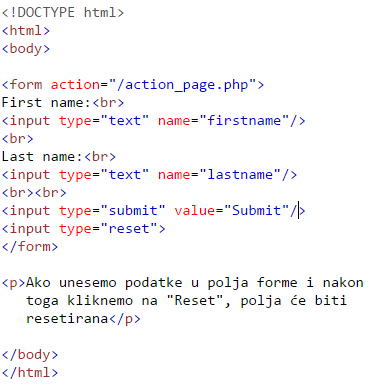 <!DOCTYPE html>
<html>
<body>
<form action="/action_page.php">
First name:<br>
<input type="text" name="firstname"/>
<br>
Last name:<br>
<input type="text" name="lastname"/>
<br><br>
<input type="submit" value="Submit"/>
<input type="reset">
</form>
<p>Ako unesemo podatke u polja forme i nakon
toga kliknemo na "Reset", polja će biti
resetirana</p>
</body>
</html>